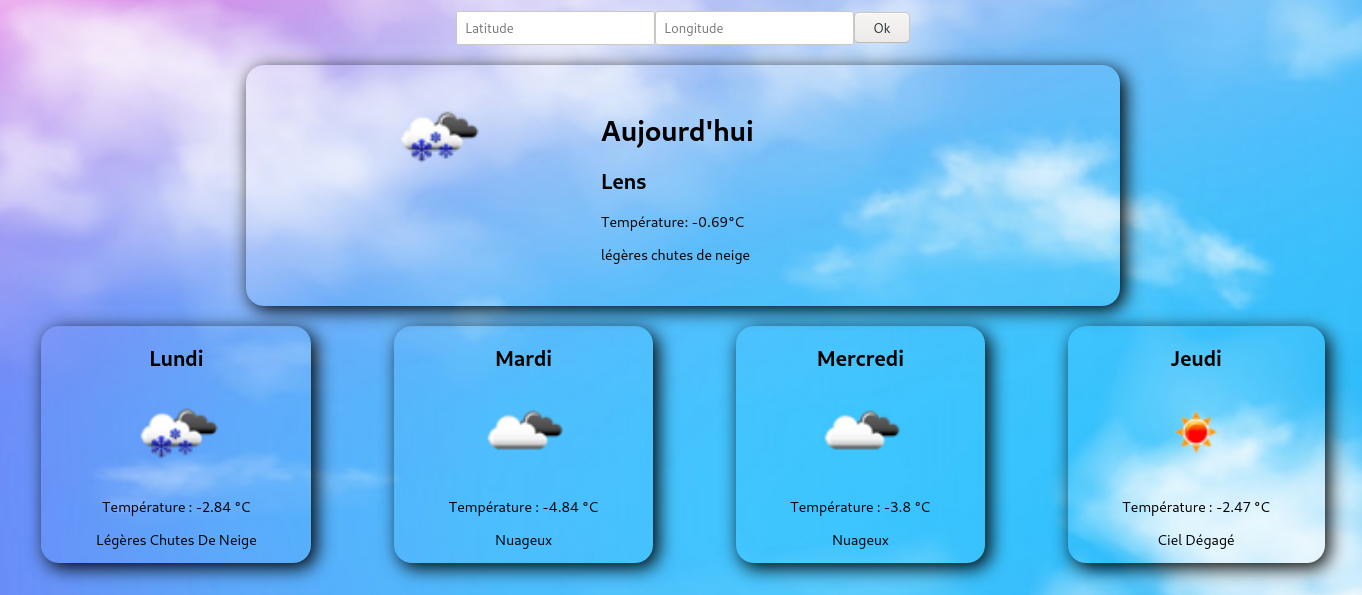 Latitude Longitude Ok
Aujourd'hui
Lens
Température: -0.69°C
légères chutes de neige
Lundi
Température : -2.84 °C
Légères Chutes De Neige
Mardi
Température : -4.84 °C
Nuageux
Mercredi
Température : -3.8 °C
Nuageux
Jeudi
Température : -2.47 °C
Ciel Dégagé